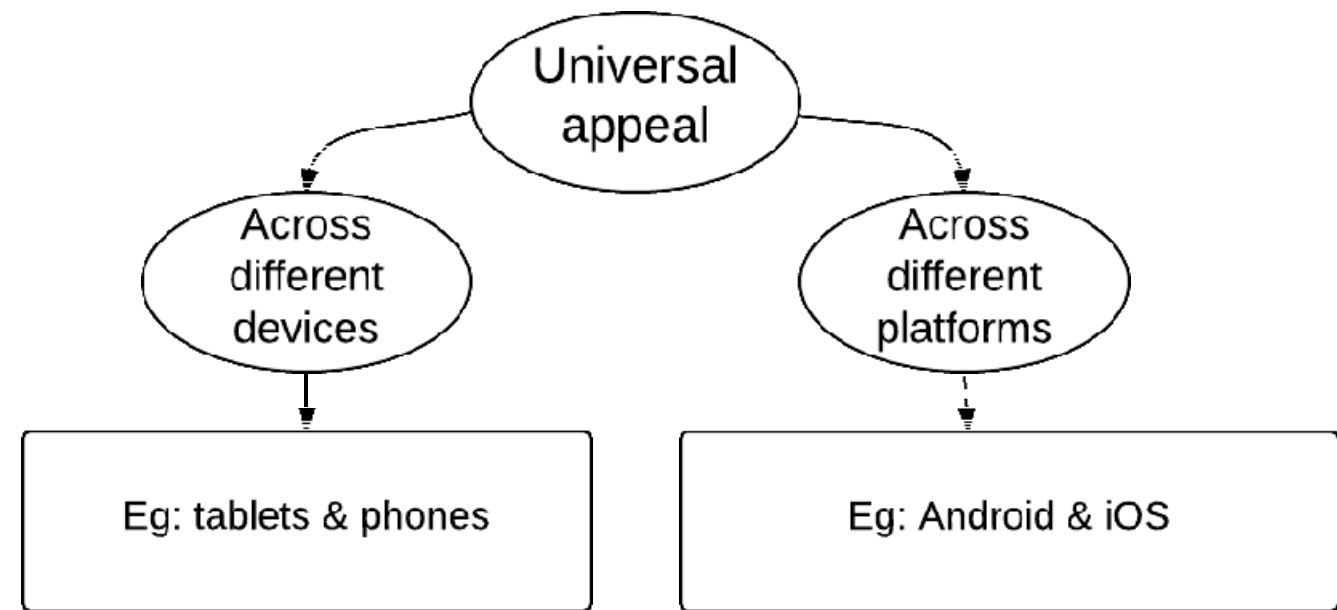 Universal
appeal
Across
different
devices
Across
different
platforms
Eg: tablets & phones
Eg: Android & iOS